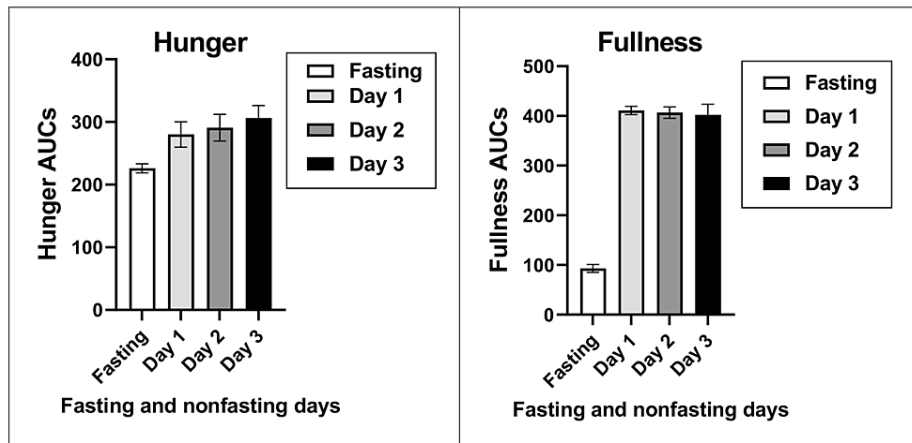 Hunger
Hunger AUCs
400
300
200
100
0
Fasting
Day 1
Day 2
Day 3
Fasting and nonfasting days
Fasting
Day 1
Day 2
Day 3
Fullness
Fullness AUCs
500
400
300
200
100
0
Fasting
Day 1
Day 2
Day 3
Fasting and nonfasting days
Fasting
Day 1
Day 2
Day 3